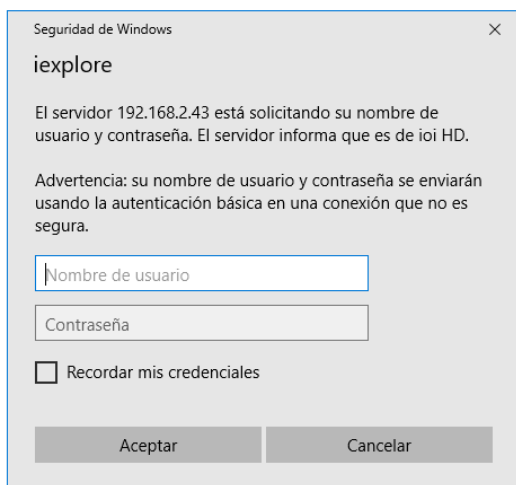 Seguridad de Windows
iexplore
El servidor 192.168.2.43 está solicitando su nombre de
usuario y contraseña. El servidor informa que es de ioi HD.
Advertencia: su nombre de usuario y contraseña se enviarán
usando la autenticación básica en una conexión que no es
segura.
Nombre de usuario
Contraseña
Recordar mis credenciales
Aceptar
Cancelar